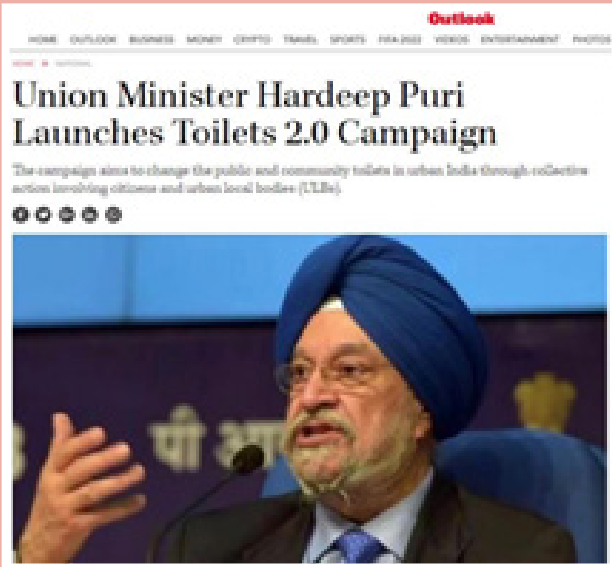 Outlook
HOME OUTLOOK BUSINESS MONEY CRYPTO TRAVEL SPORTS FIFA 2022 VIDEOS ENTERTAINMENT PHOTOS
HOME NATIONAL
Union Minister Hardeep Puri
Launches Toilets 2.0 Campaign
The campaign aims to change the public and community toilets in urban India through collective
action involving citizens and urban local bodies (ULBs).
पी आ